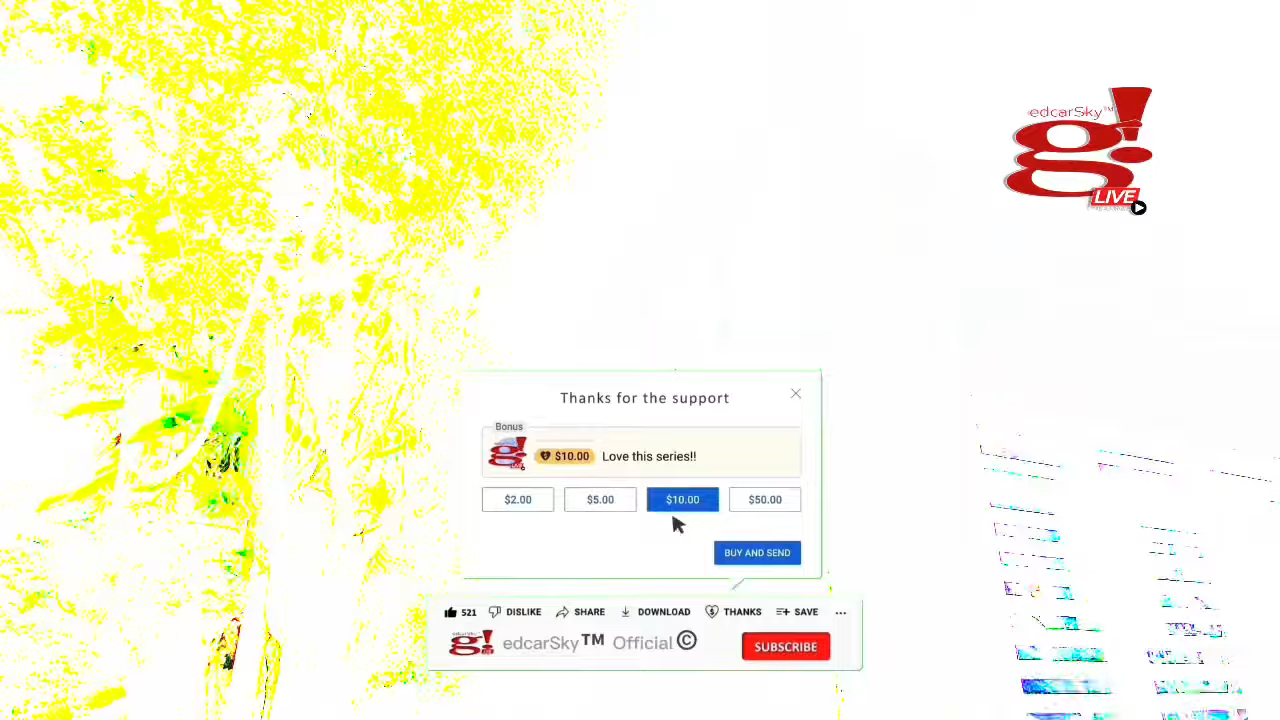 edcarSky™
g!
LIVE
Thanks for the support
Bonus
$10.00 Love this series!!
$2.00 $5.00 $10.00 $50.00
BUY AND SEND
521 DISLIKE SHARE DOWNLOAD THANKS SAVE
g! edcarSky™ Official ©
SUBSCRIBE